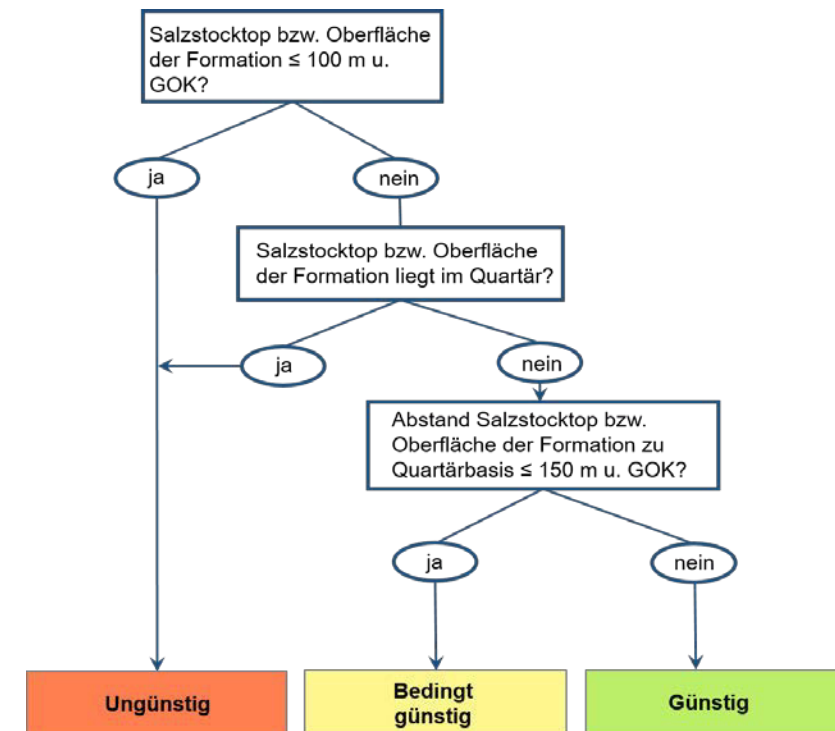 Salzstocktop bzw. Oberfläche
der Formation ≤ 100 m u.
GOK?
ja
nein
Salzstocktop bzw. Oberfläche
der Formation liegt im Quartär?
ja
nein
Abstand Salzstocktop bzw.
Oberfläche der Formation zu
Quartärbasis ≤ 150 m u. GOK?
ja
nein
Ungünstig
Bedingt
günstig
Günstig